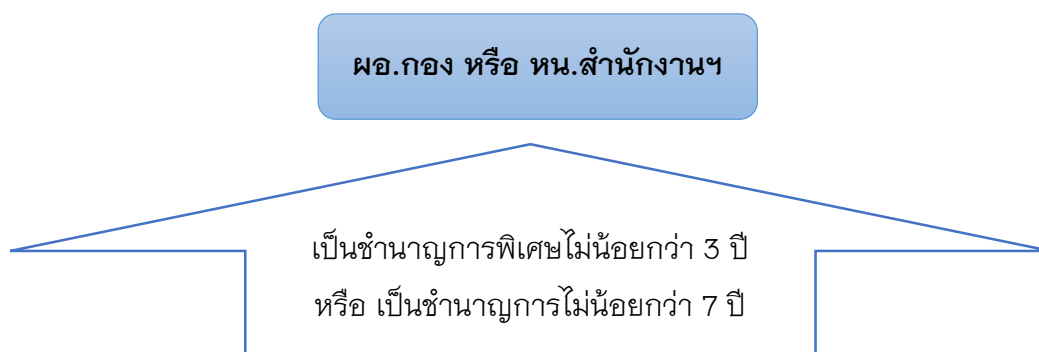 ผอ.กอง หรือ หน.สำนักงานฯ
เป็นชำนาญการพิเศษไม่น้อยกว่า 3 ปี
หรือ เป็นชำนาญการไม่น้อยกว่า 7 ปี